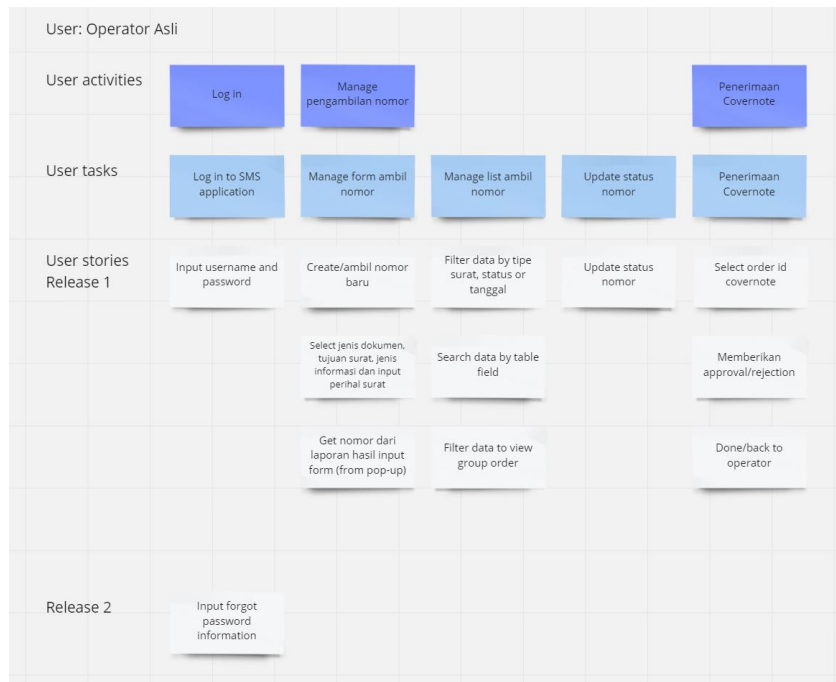 User: Operator Asli
User activities
Log in
Manage
pengambilan nomor
Penerimaan
Covernote
User tasks
Log in to SMS
application
Manage form ambil
nomor
Manage list ambil
nomor
Update status
nomor
Penerimaan
Covernote
User stories
Release 1
Input username and
password
Create/ambil nomor
baru
Filter data by tipe
surat, status or
tanggal
Update status
nomor
Select order id
covernote
Select jenis dokumen,
tujuan surat, jenis
informasi dan input
perihal surat
Search data by table
field
Memberikan
approval/rejection
Get nomor dari
laporan hasil input
form (from pop-up)
Filter data to view
group order
Done/back to
operator
Release 2
Input forgot
password
information